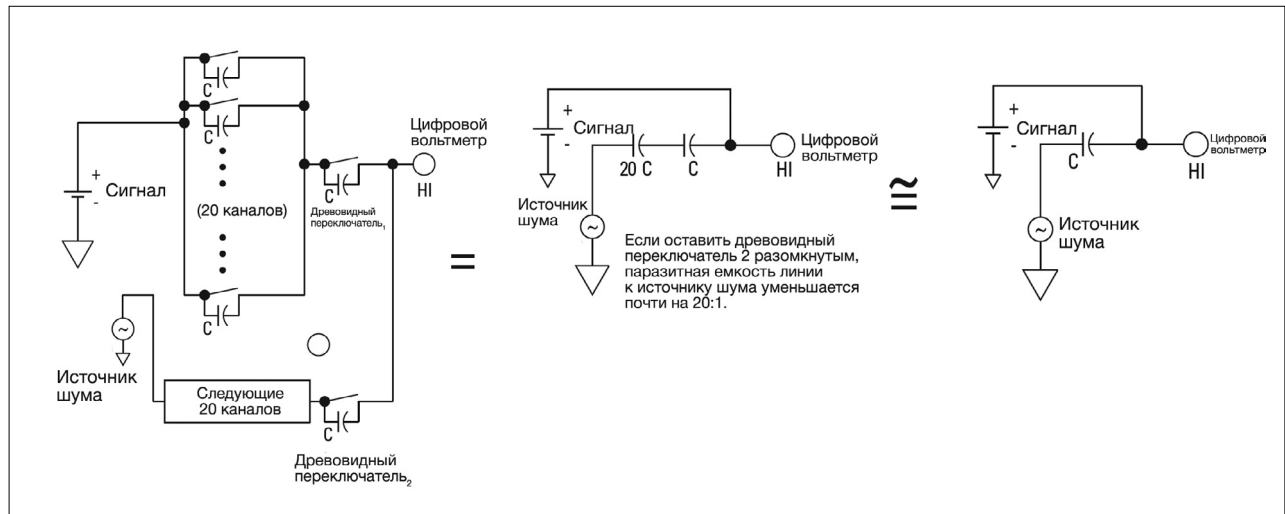 C
C
Цифровой
вольтметр
HI
+
Сигнал
-
(20 каналов)
C
Древовидный
переключатель₁
C
~
Источник
шума
Следующие
20 каналов
C
Древовидный
переключатель₂
=
+
Сигнал
-
20 C
C
Цифровой
вольтметр
HI
Источник
шума
~
Если оставить древовидный
переключатель 2 разомкнутым,
паразитная емкость линии
к источнику шума уменьшается
почти на 20:1.
≅
+
Сигнал
-
C
Цифровой
вольтметр
HI
Источник
шума
~